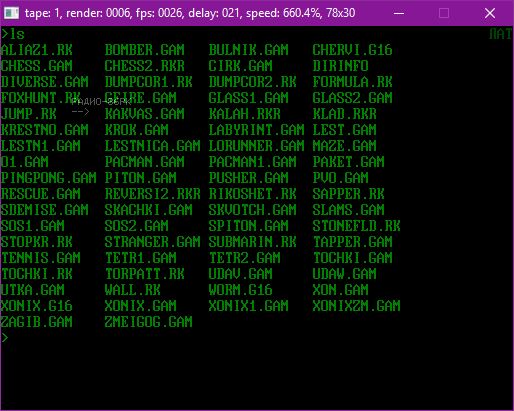 tape: 1, render: 0006, fps: 0026, delay: 021, speed: 660.4%, 78x30
>ls ЛАТ
ALIAZ1.RK BOMBER.GAM BULNIK.GAM CHERVI.G16
CHESS.GAM CHESS2.RKR CIRK.GAM DIRINFO
DIVERSE.GAM DUMPCOR1.RK DUMPCOR2.RK FORMULA.RK
FOXHUNT.RK GLASS1.GAM GLASS2.GAM
JUMP.RK --> KAKVAS.GAM KALAH.RKR KLAD.RKR
KRESTNO.GAM KROK.GAM LABYRINT.GAM LEST.GAM
LESTN1.GAM LESTNICA.GAM LORUNNER.GAM MAZE.GAM
O1.GAM PACMAN.GAM PACMAN1.GAM PAKET.GAM
PINGPONG.GAM PITON.GAM PUSHER.GAM PVO.GAM
RESCUE.GAM REVERSI2.RKR RIKOSHET.RK SAPPER.RK
SDEMISE.GAM SKACHKI.GAM SKVOTCH.GAM SLAMS.GAM
SOS1.GAM SOS2.GAM SPITON.GAM STONEFLD.RK
STOPKR.RK STRANGER.GAM SUBMARIN.RK TAPPER.GAM
TENNIS.GAM TETR1.GAM TETR2.GAM TOCHKI.GAM
TOCHKI.RK TORPATT.RK UDAV.GAM UDAW.GAM
UTKA.GAM WALL.RK WORM.G16 XON.GAM
XONIX.G16 XONIX.GAM XONIX1.GAM XONIXZM.GAM
ZAGIB.GAM ZMEIGOG.GAM
>